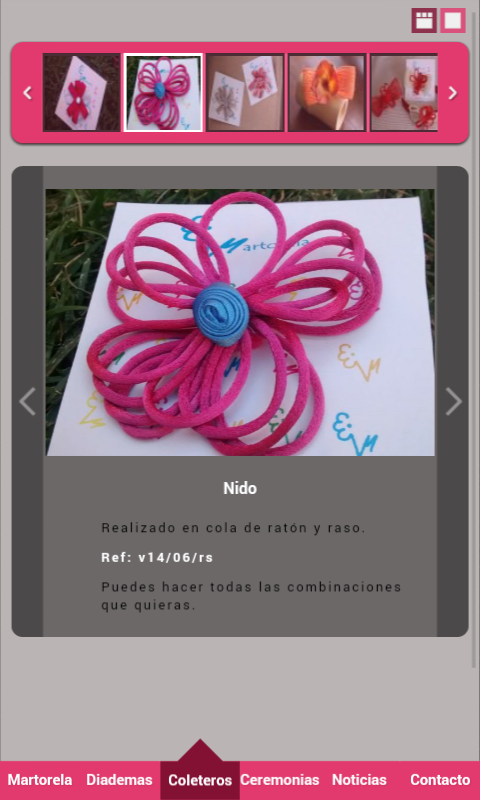 Nido
Realizado en cola de ratón y raso.
Ref: v14/06/rs
Puedes hacer todas las combinaciones
que quieras.
Martorela Diademas Coleteros Ceremonias Noticias Contacto